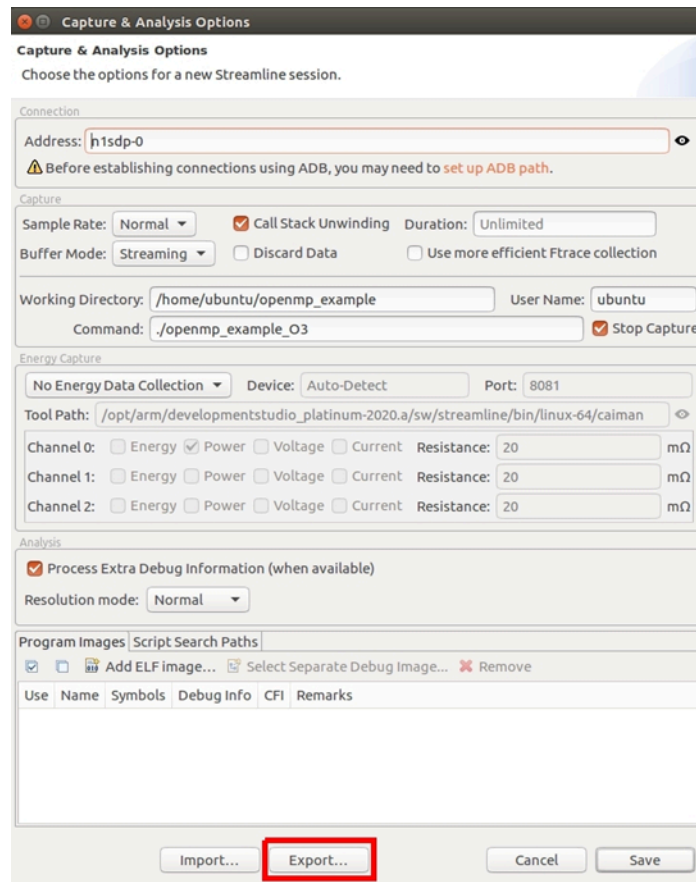 Capture & Analysis Options
Capture & Analysis Options
Choose the options for a new Streamline session.
Connection
Address: n1sdp-0
Before establishing connections using ADB, you may need to set up ADB path.
Capture
Sample Rate: Normal Call Stack Unwinding Duration: Unlimited
Buffer Mode: Streaming Discard Data Use more efficient Ftrace collection
Working Directory: /home/ubuntu/openmp_example User Name: ubuntu
Command: ./openmp_example_O3 Stop Capture
Energy Capture
No Energy Data Collection Device: Auto-Detect Port: 8081
Tool Path: /opt/arm/developmentstudio_platinum-2020.a/sw/streamline/bin/linux-64/caiman
Channel 0: Energy Power Voltage Current Resistance: 20 mΩ
Channel 1: Energy Power Voltage Current Resistance: 20 mΩ
Channel 2: Energy Power Voltage Current Resistance: 20 mΩ
Analysis
Process Extra Debug Information (when available)
Resolution mode: Normal
Program Images Script Search Paths
Add ELF image... Select Separate Debug Image... Remove
Use Name Symbols Debug Info CFI Remarks
Import... Export... Cancel Save